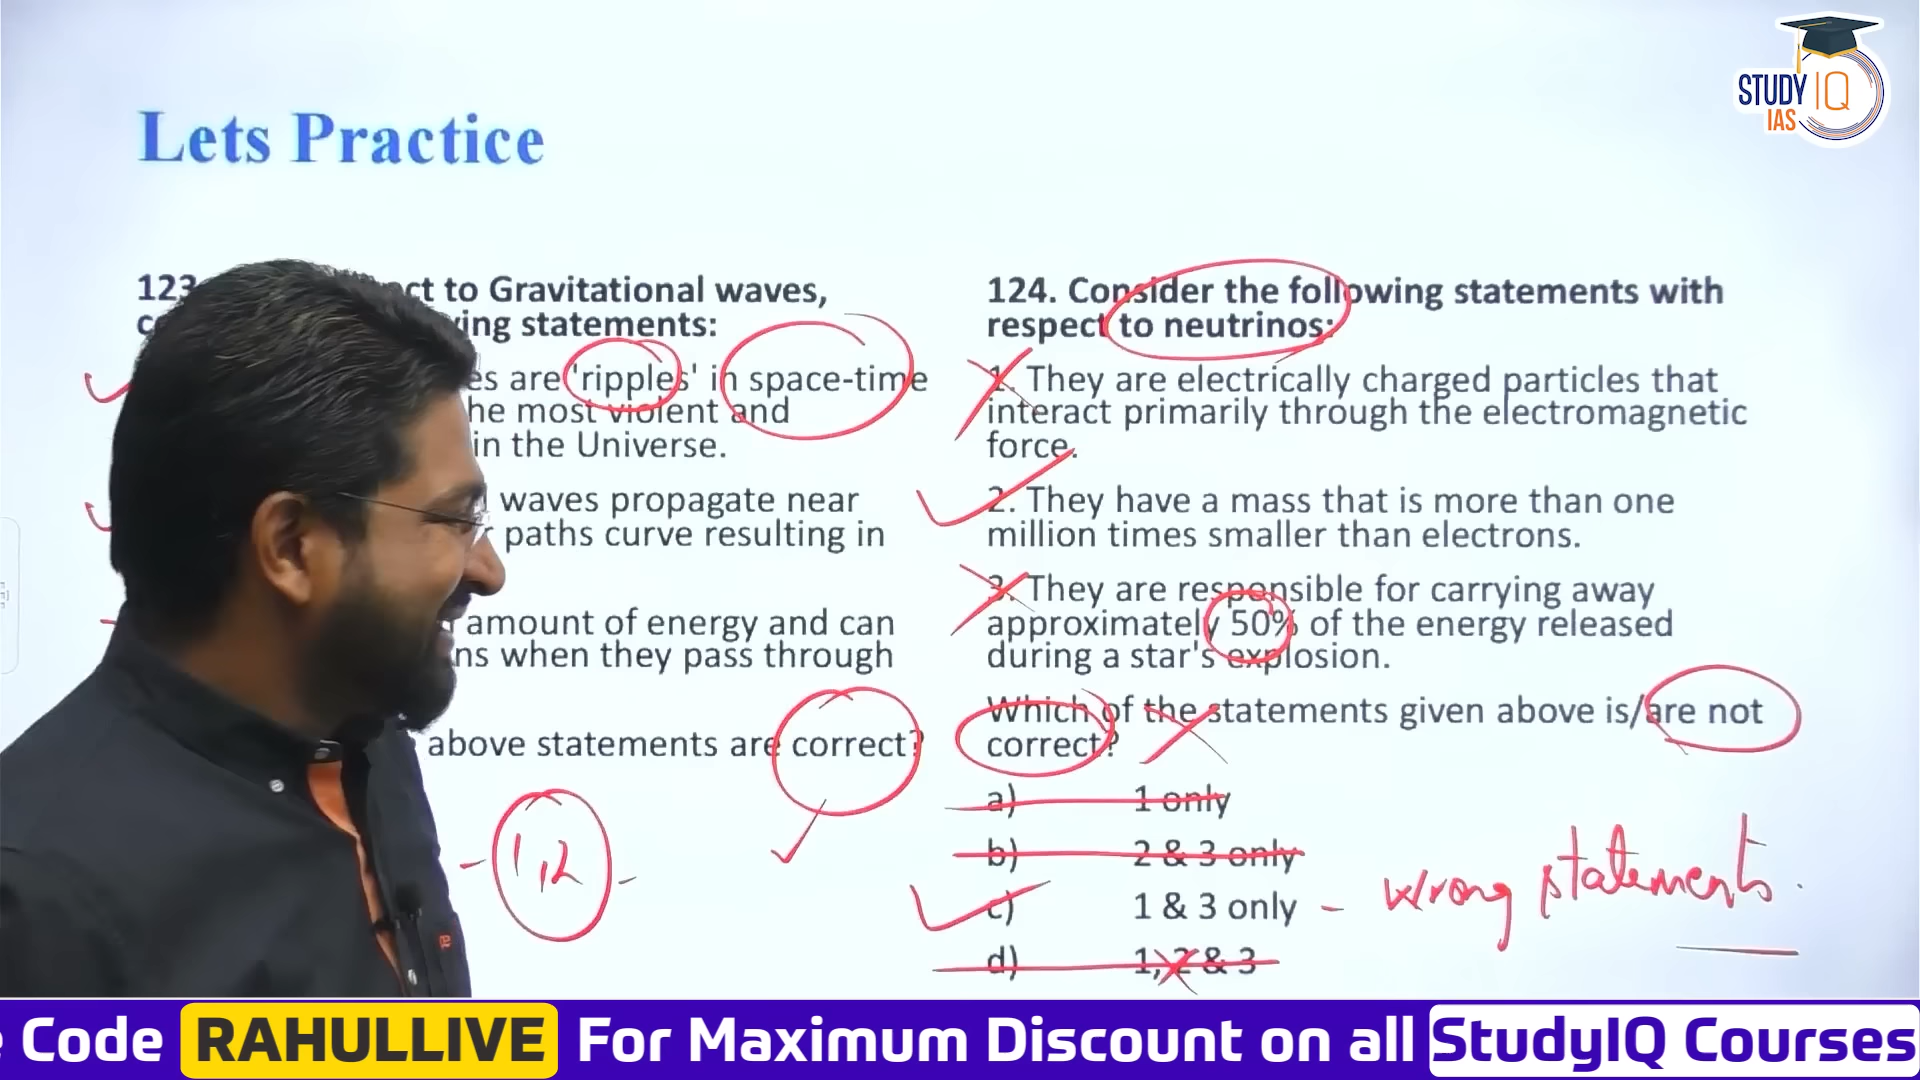 STUDY IQ
IAS
Lets Practice
123. ct to Gravitational waves,
ing statements:
es are 'ripples' in space-time
he most violent and
in the Universe.
waves propagate near
paths curve resulting in
amount of energy and can
ns when they pass through
above statements are correct?
1,2
124. Consider the following statements with
respect to neutrinos:
1. They are electrically charged particles that
interact primarily through the electromagnetic
force.
2. They have a mass that is more than one
million times smaller than electrons.
3. They are responsible for carrying away
approximately 50% of the energy released
during a star's explosion.
Which of the statements given above is/are not
correct?
a) 1 only
b) 2 & 3 only
c) 1 & 3 only - wrong statements.
d) 1, 2 & 3
e Code RAHULLIVE For Maximum Discount on all StudyIQ Courses